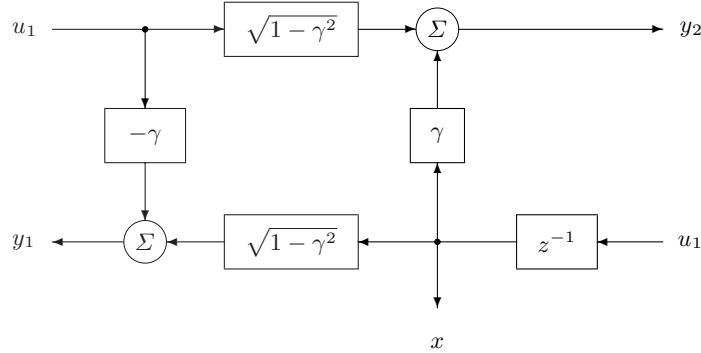 u₁ √(1 − γ²) Σ y₂
−γ γ
y₁ Σ √(1 − γ²) z⁻¹ u₁
x